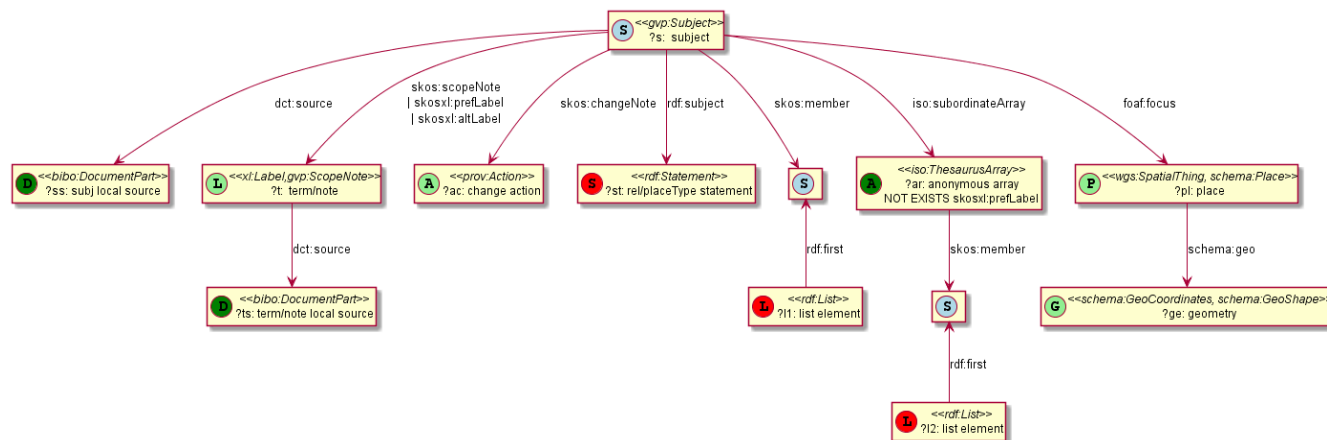 S <<gvp:Subject>>
?s: subject
dct:source
skos:scopeNote
| skosxl:prefLabel
| skosxl:altLabel
skos:changeNote
rdf:subject
skos:member
iso:subordinateArray
foaf:focus
D <<bibo:DocumentPart>>
?ss: subj local source
L <<xl:Label,gvp:ScopeNote>>
?t: term/note
A <<prov:Action>>
?ac: change action
S <<rdf:Statement>>
?st: rel/placeType statement
S
A <<iso:ThesaurusArray>>
?ar: anonymous array
NOT EXISTS skosxl:prefLabel
P <<wgs:SpatialThing, schema:Place>>
?pl: place
dct:source
rdf:first
skos:member
schema:geo
D <<bibo:DocumentPart>>
?ts: term/note local source
L <<rdf:List>>
?l1: list element
S
G <<schema:GeoCoordinates, schema:GeoShape>>
?ge: geometry
rdf:first
L <<rdf:List>>
?l2: list element